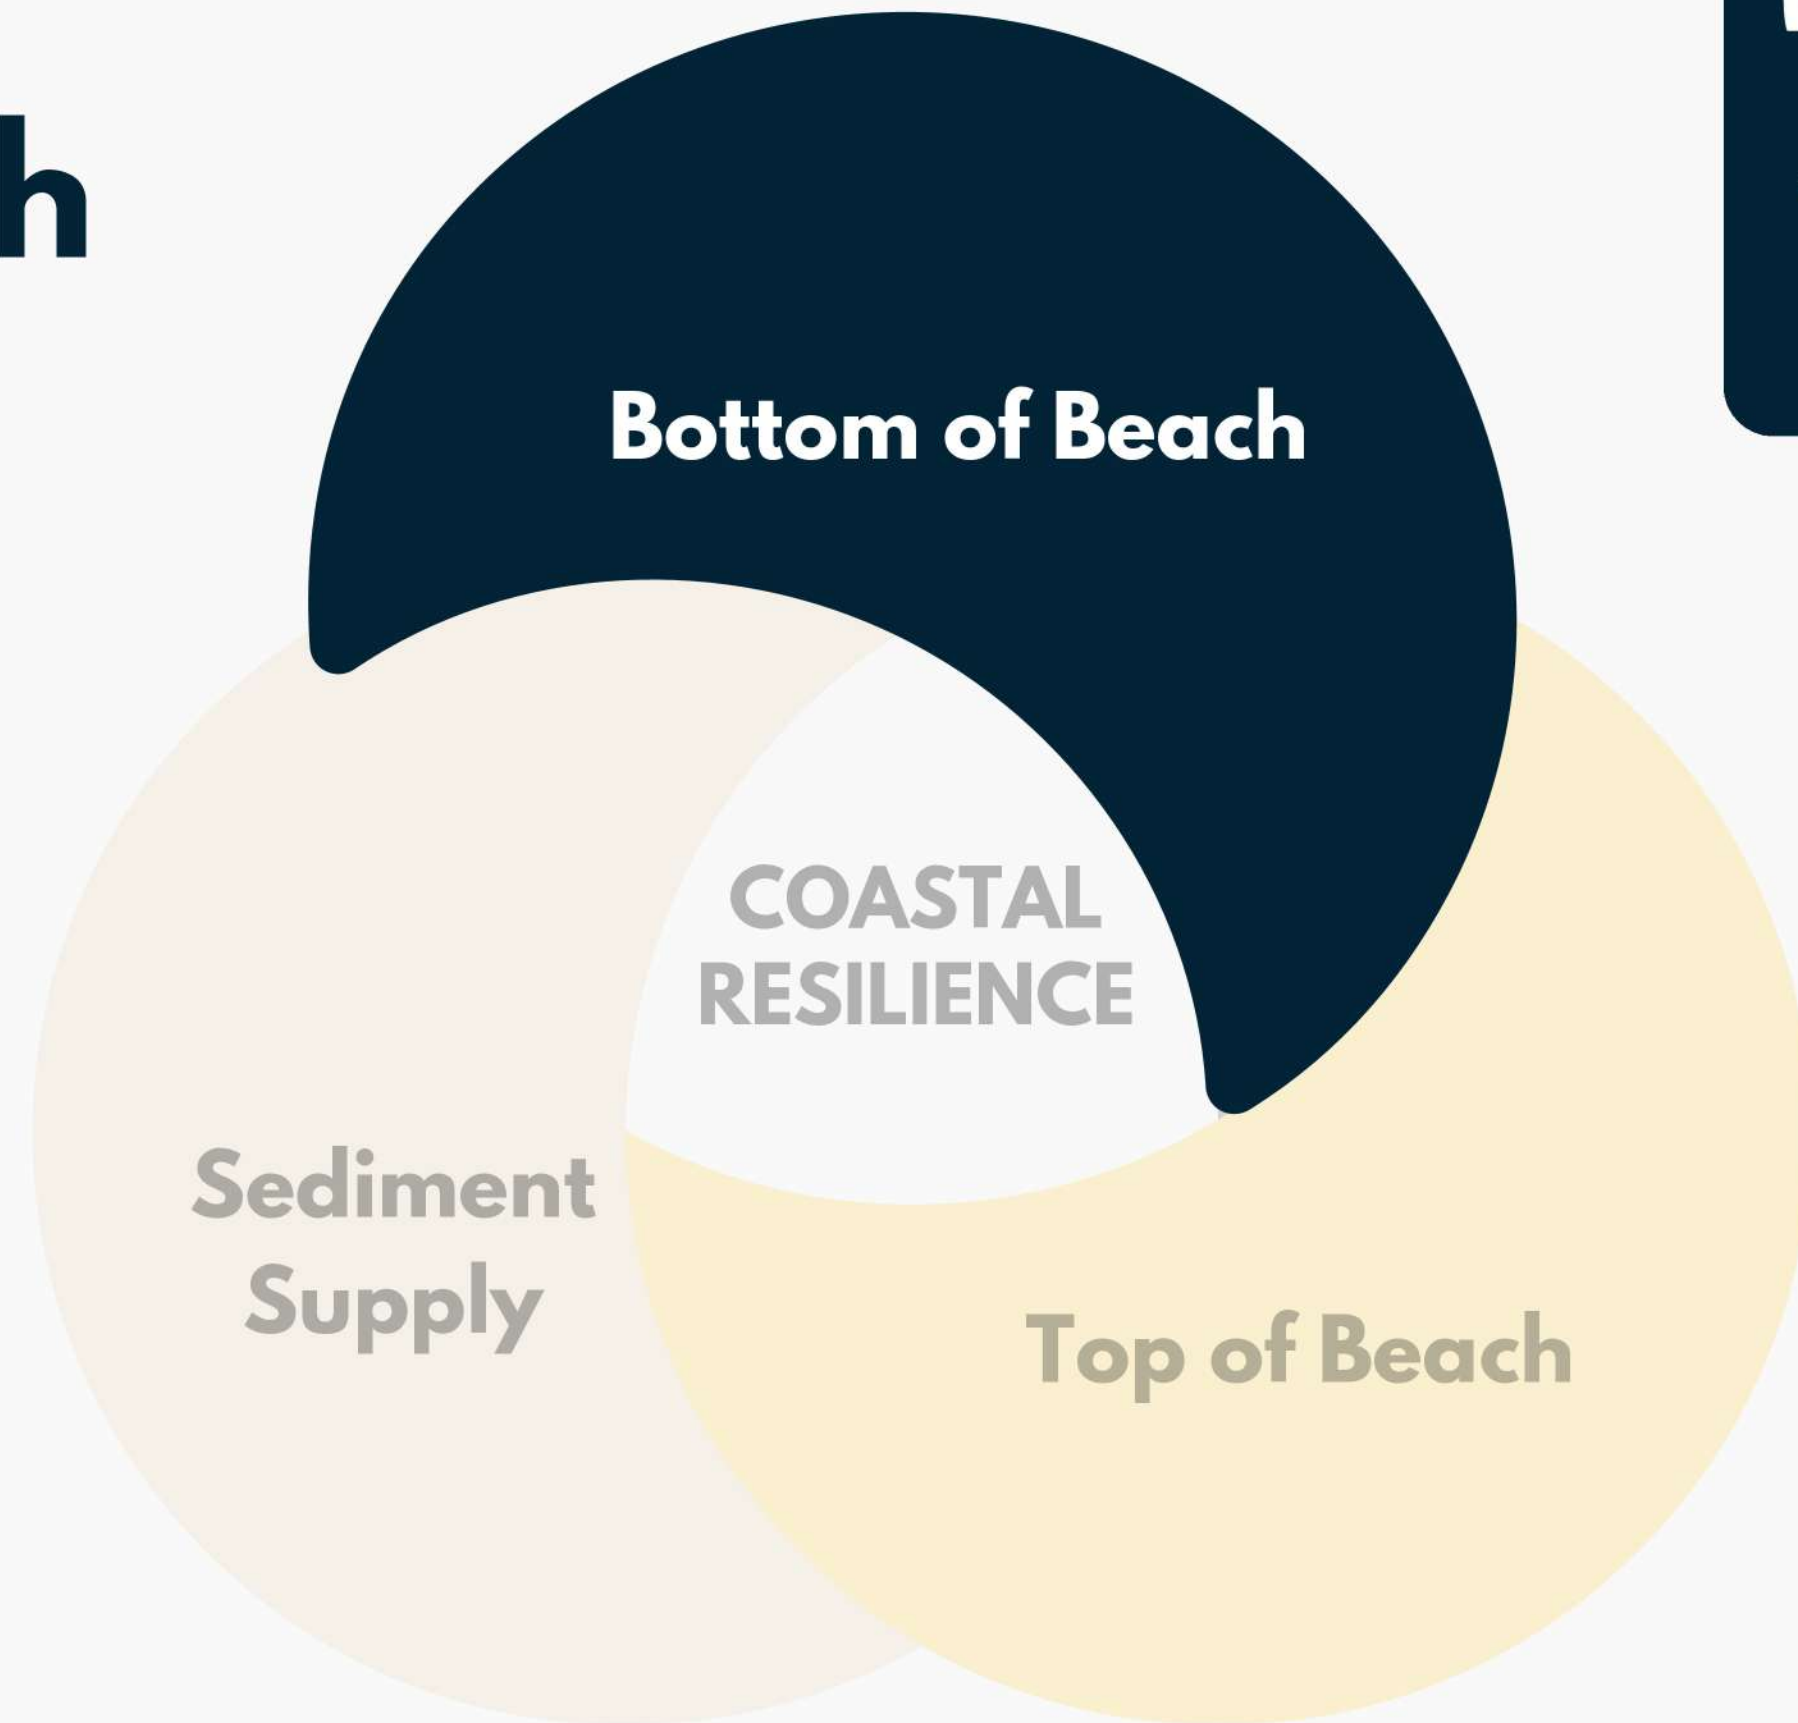 h
Bottom of Beach
COASTAL
RESILIENCE
Sediment
Supply
Top of Beach